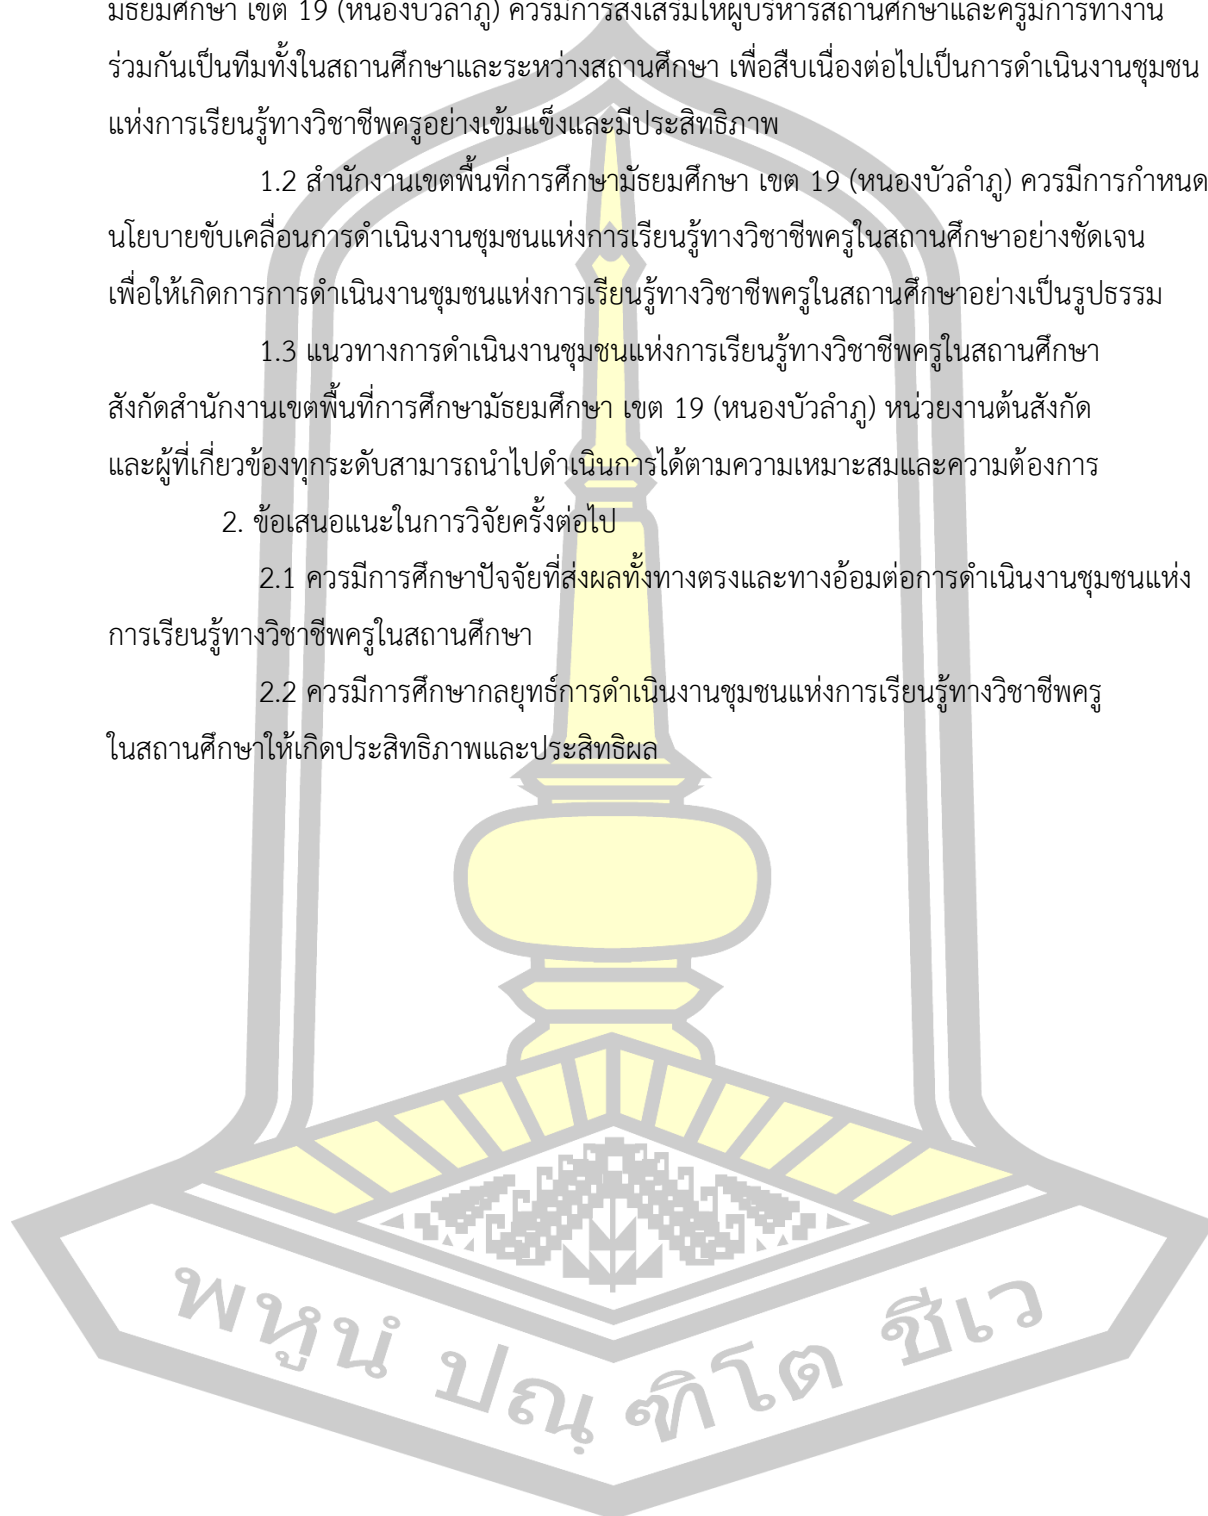 มัธยมศึกษา เขต 19 (หนองบัวลำภู) ควรมีการส่งเสริมให้ผู้บริหารสถานศึกษาและครูมีการทำงาน
ร่วมกันเป็นทีมทั้งในสถานศึกษาและระหว่างสถานศึกษา เพื่อสืบเนื่องต่อไปเป็นการดำเนินงานชุมชน
แห่งการเรียนรู้ทางวิชาชีพครูอย่างเข้มแข็งและมีประสิทธิภาพ
1.2 สำนักงานเขตพื้นที่การศึกษามัธยมศึกษา เขต 19 (หนองบัวลำภู) ควรมีการกำหนด
นโยบายขับเคลื่อนการดำเนินงานชุมชนแห่งการเรียนรู้ทางวิชาชีพครูในสถานศึกษาอย่างชัดเจน
เพื่อให้เกิดการการดำเนินงานชุมชนแห่งการเรียนรู้ทางวิชาชีพครูในสถานศึกษาอย่างเป็นรูปธรรม
1.3 แนวทางการดำเนินงานชุมชนแห่งการเรียนรู้ทางวิชาชีพครูในสถานศึกษา
สังกัดสำนักงานเขตพื้นที่การศึกษามัธยมศึกษา เขต 19 (หนองบัวลำภู) หน่วยงานต้นสังกัด
และผู้ที่เกี่ยวข้องทุกระดับสามารถนำไปดำเนินการได้ตามความเหมาะสมและความต้องการ
2. ข้อเสนอแนะในการวิจัยครั้งต่อไป
2.1 ควรมีการศึกษาปัจจัยที่ส่งผลทั้งทางตรงและทางอ้อมต่อการดำเนินงานชุมชนแห่ง
การเรียนรู้ทางวิชาชีพครูในสถานศึกษา
2.2 ควรมีการศึกษากลยุทธ์การดำเนินงานชุมชนแห่งการเรียนรู้ทางวิชาชีพครู
ในสถานศึกษาให้เกิดประสิทธิภาพและประสิทธิผล
พหูนํ ปณฺ ฑิโต ชีเว